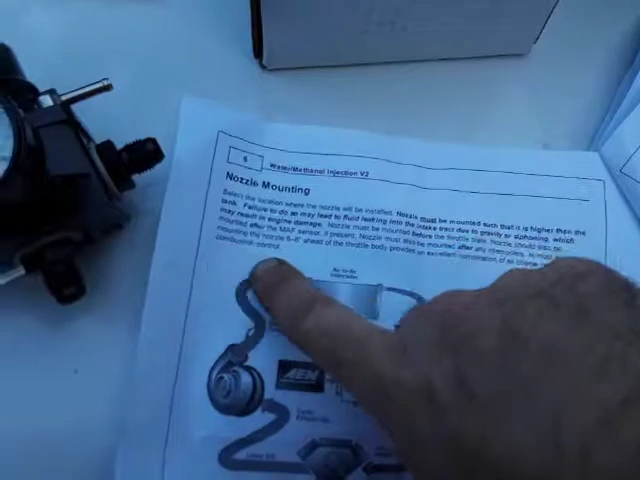 6
Water/Methanol Injection V2
Nozzle Mounting
Select the location where the nozzle will be installed. Nozzle must be mounted such that it is higher than the
tank. Failure to do so may lead to fluid leaking into the intake tract due to gravity or siphoning, which
may result in engine damage. Nozzle must be mounted before the throttle plate. Nozzle should also be
mounted after the MAF sensor, if present. Nozzle must also be mounted after any intercoolers.
mounting the nozzle 6-8" ahead of the throttle body provides an excellent combination of
combustion control.
Air-to-Air
Intercooler
AEM